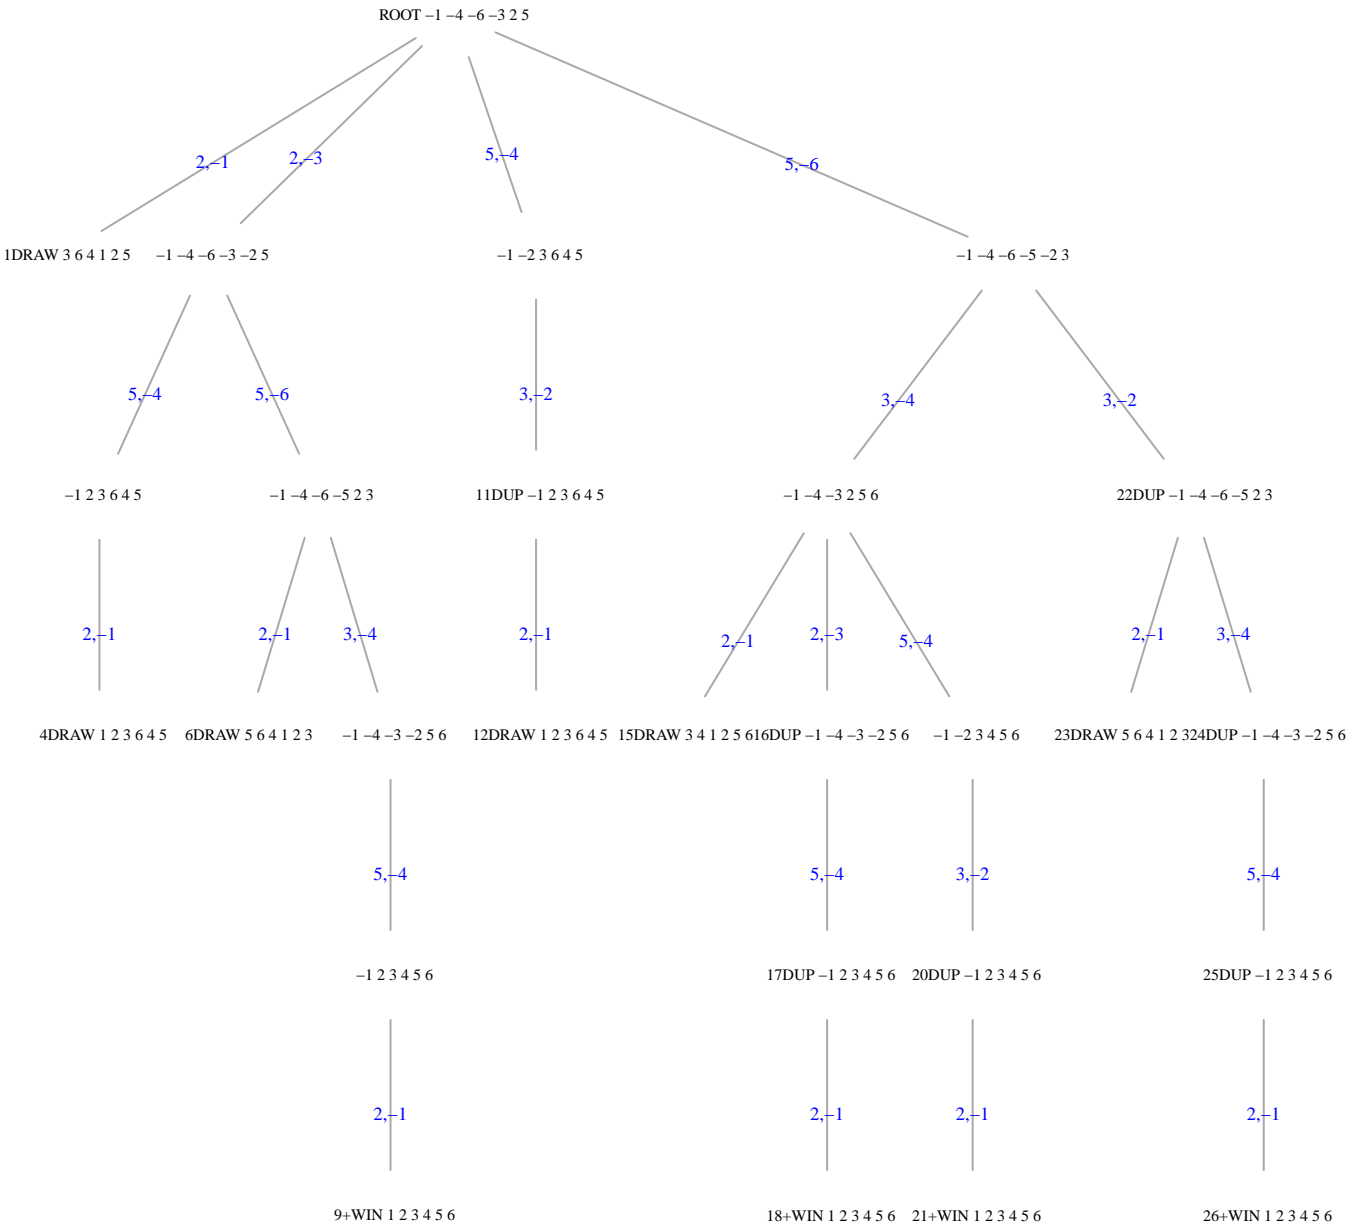 ROOT −1 −4 −6 −3 2 5
2,−1 2,−3 5,−4 5,−6
1DRAW 3 6 4 1 2 5 −1 −4 −6 −3 −2 5 −1 −2 3 6 4 5 −1 −4 −6 −5 −2 3
5,−4 5,−6 3,−2 3,−4 3,−2
−1 2 3 6 4 5 −1 −4 −6 −5 2 3 11DUP −1 2 3 6 4 5 −1 −4 −3 2 5 6 22DUP −1 −4 −6 −5 2 3
2,−1 2,−1 3,−4 2,−1 2,−1 2,−3 5,−4 2,−1 3,−4
4DRAW 1 2 3 6 4 5 6DRAW 5 6 4 1 2 3 −1 −4 −3 −2 5 6 12DRAW 1 2 3 6 4 5 15DRAW 3 4 1 2 5 616DUP −1 −4 −3 −2 5 6 −1 −2 3 4 5 6 23DRAW 5 6 4 1 2 324DUP −1 −4 −3 −2 5 6
5,−4 5,−4 3,−2 5,−4
−1 2 3 4 5 6 17DUP −1 2 3 4 5 6 20DUP −1 2 3 4 5 6 25DUP −1 2 3 4 5 6
2,−1 2,−1 2,−1 2,−1
9+WIN 1 2 3 4 5 6 18+WIN 1 2 3 4 5 6 21+WIN 1 2 3 4 5 6 26+WIN 1 2 3 4 5 6